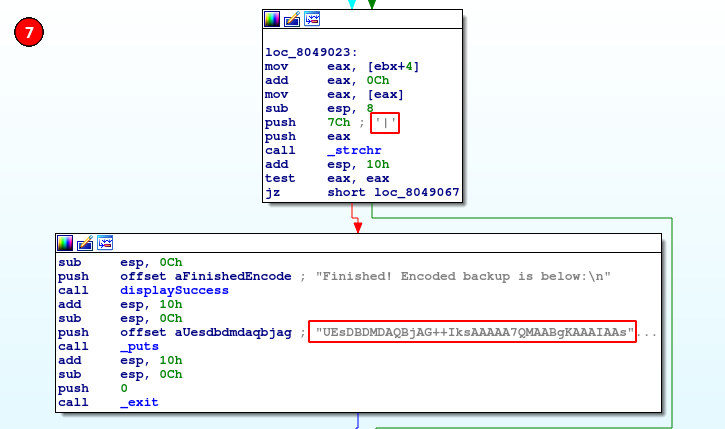 7
loc_8049023:
mov eax, [ebx+4]
add eax, 0Ch
mov eax, [eax]
sub esp, 8
push 7Ch ; '|'
push eax
call _strchr
add esp, 10h
test eax, eax
jz short loc_8049067
sub esp, 0Ch
push offset aFinishedEncode ; "Finished! Encoded backup is below:\n"
call displaySuccess
add esp, 10h
sub esp, 0Ch
push offset aUesdbdmdaqbjag ; "UEsDBDMDAQBjAG++IksAAAAA7QMAABgKAAAIAAs"...
call _puts
add esp, 10h
sub esp, 0Ch
push 0
call _exit